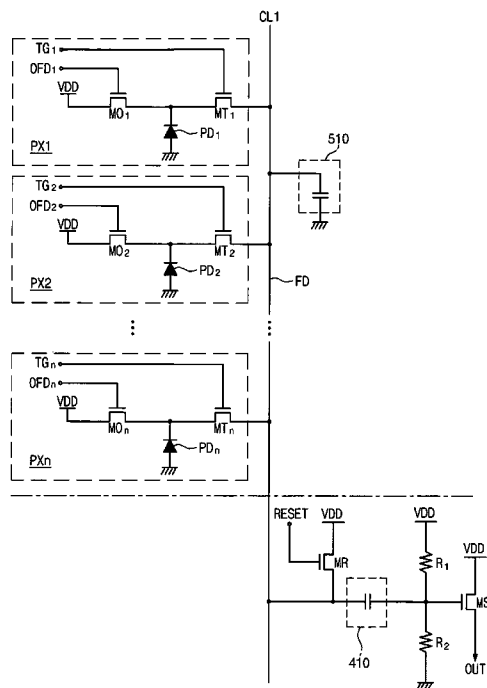 CL1
TG1
OFD1
VDD
MO1
MT1
PD1
PX1
510
TG2
OFD2
VDD
MO2
MT2
PD2
PX2
FD
TGn
OFDn
VDD
MOn
MTn
PDn
PXn
RESET
VDD
VDD
MR
R1
VDD
MS
R2
410
OUT